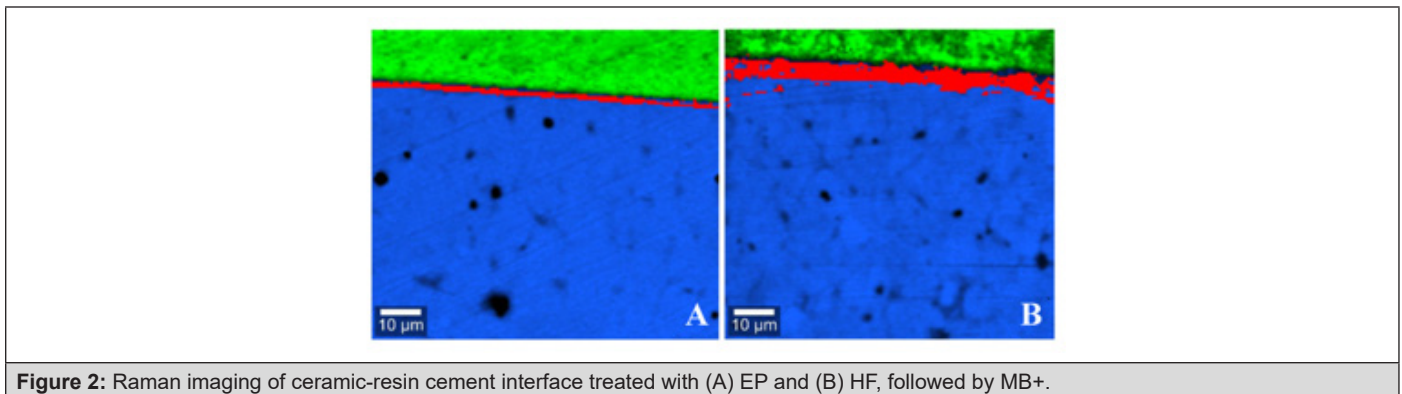 A
B
10 µm
10 µm
Figure 2: Raman imaging of ceramic-resin cement interface treated with (A) EP and (B) HF, followed by MB+.